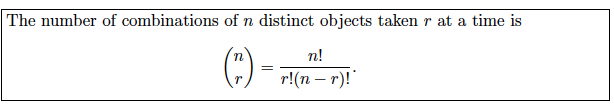 The number of combinations of n distinct objects taken r at a time is
(n r) = n! / r!(n − r)!.